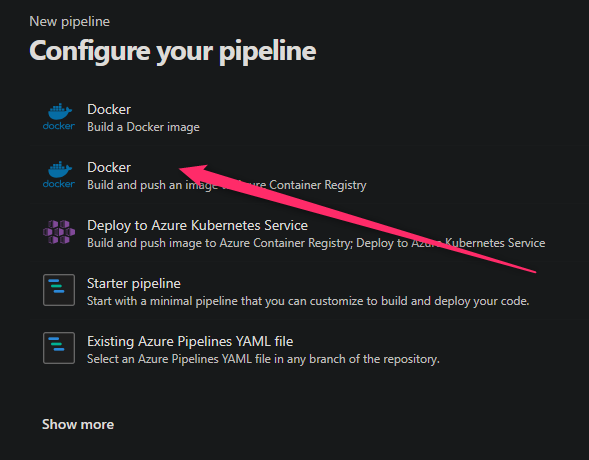 New pipeline
Configure your pipeline
Docker
docker
Build a Docker image
Docker
docker
Build and push an image Azure Container Registry
Deploy to Azure Kubernetes Service
Build and push image to Azure Container Registry; Deploy to Azure Kubernetes Service
Starter pipeline
Start with a minimal pipeline that you can customize to build and deploy your code.
Existing Azure Pipelines YAML file
Select an Azure Pipelines YAML file in any branch of the repository.
Show more